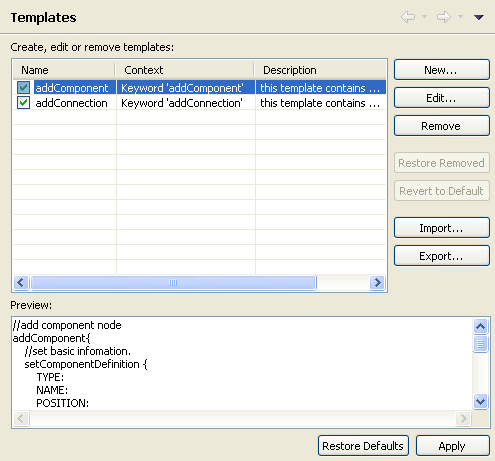 Templates
Create, edit or remove templates:
Name Context Description
addComponent Keyword 'addComponent' this template contains ...
addConnection Keyword 'addConnection' this template contains ...
New...
Edit...
Remove
Restore Removed
Revert to Default
Import...
Export...
Preview:
//add component node
addComponent{
//set basic infomation.
setComponentDefinition {
TYPE:
NAME:
POSITION:
Restore Defaults Apply